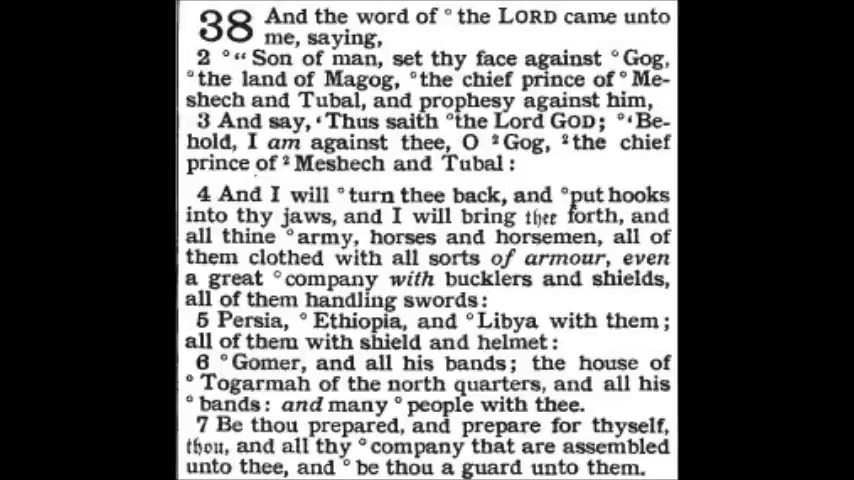 38 And the word of °the LORD came unto
me, saying,
2 °“Son of man, set thy face against °Gog,
°the land of Magog, °the chief prince of °Me-
shech and Tubal, and prophesy against him,
3 And say, ‘Thus saith °the Lord GOD; °‘Be-
hold, I am against thee, O ²Gog, ²the chief
prince of ²Meshech and Tubal:
4 And I will °turn thee back, and °put hooks
into thy jaws, and I will bring thee forth, and
all thine °army, horses and horsemen, all of
them clothed with all sorts of armour, even
a great °company with bucklers and shields,
all of them handling swords:
5 Persia, °Ethiopia, and °Libya with them;
all of them with shield and helmet:
6 °Gomer, and all his bands; the house of
°Togarmah of the north quarters, and all his
°bands: and many °people with thee.
7 Be thou prepared, and prepare for thyself,
thou, and all thy °company that are assembled
unto thee, and °be thou a guard unto them.